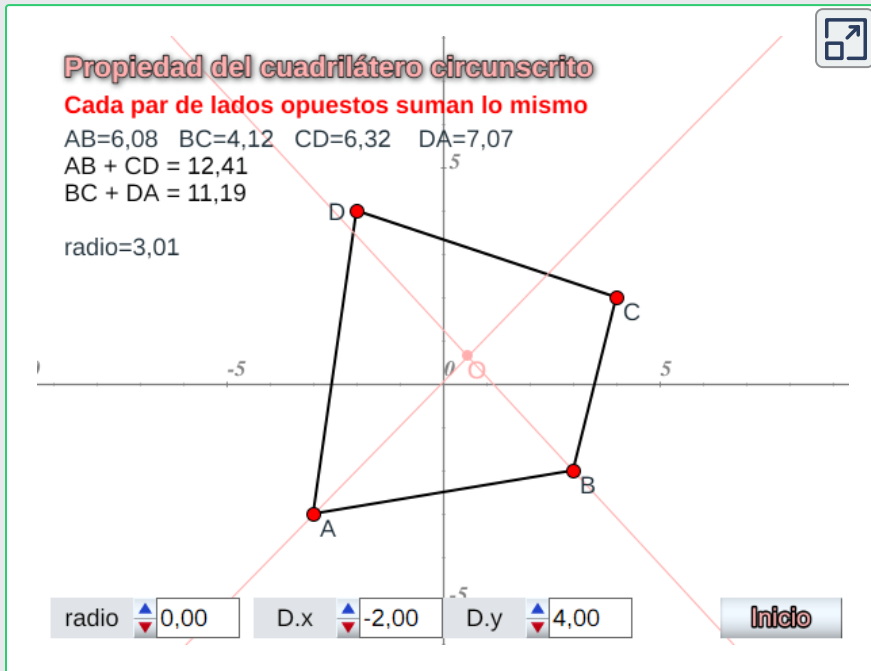 Propiedad del cuadrilátero circunscrito
Cada par de lados opuestos suman lo mismo
AB=6,08 BC=4,12 CD=6,32 DA=7,07
AB + CD = 12,41
BC + DA = 11,19
5
D
radio=3,01
C
-5 0 5
O
B
A
-5
radio 0,00 D.x -2,00 D.y 4,00 Inicio